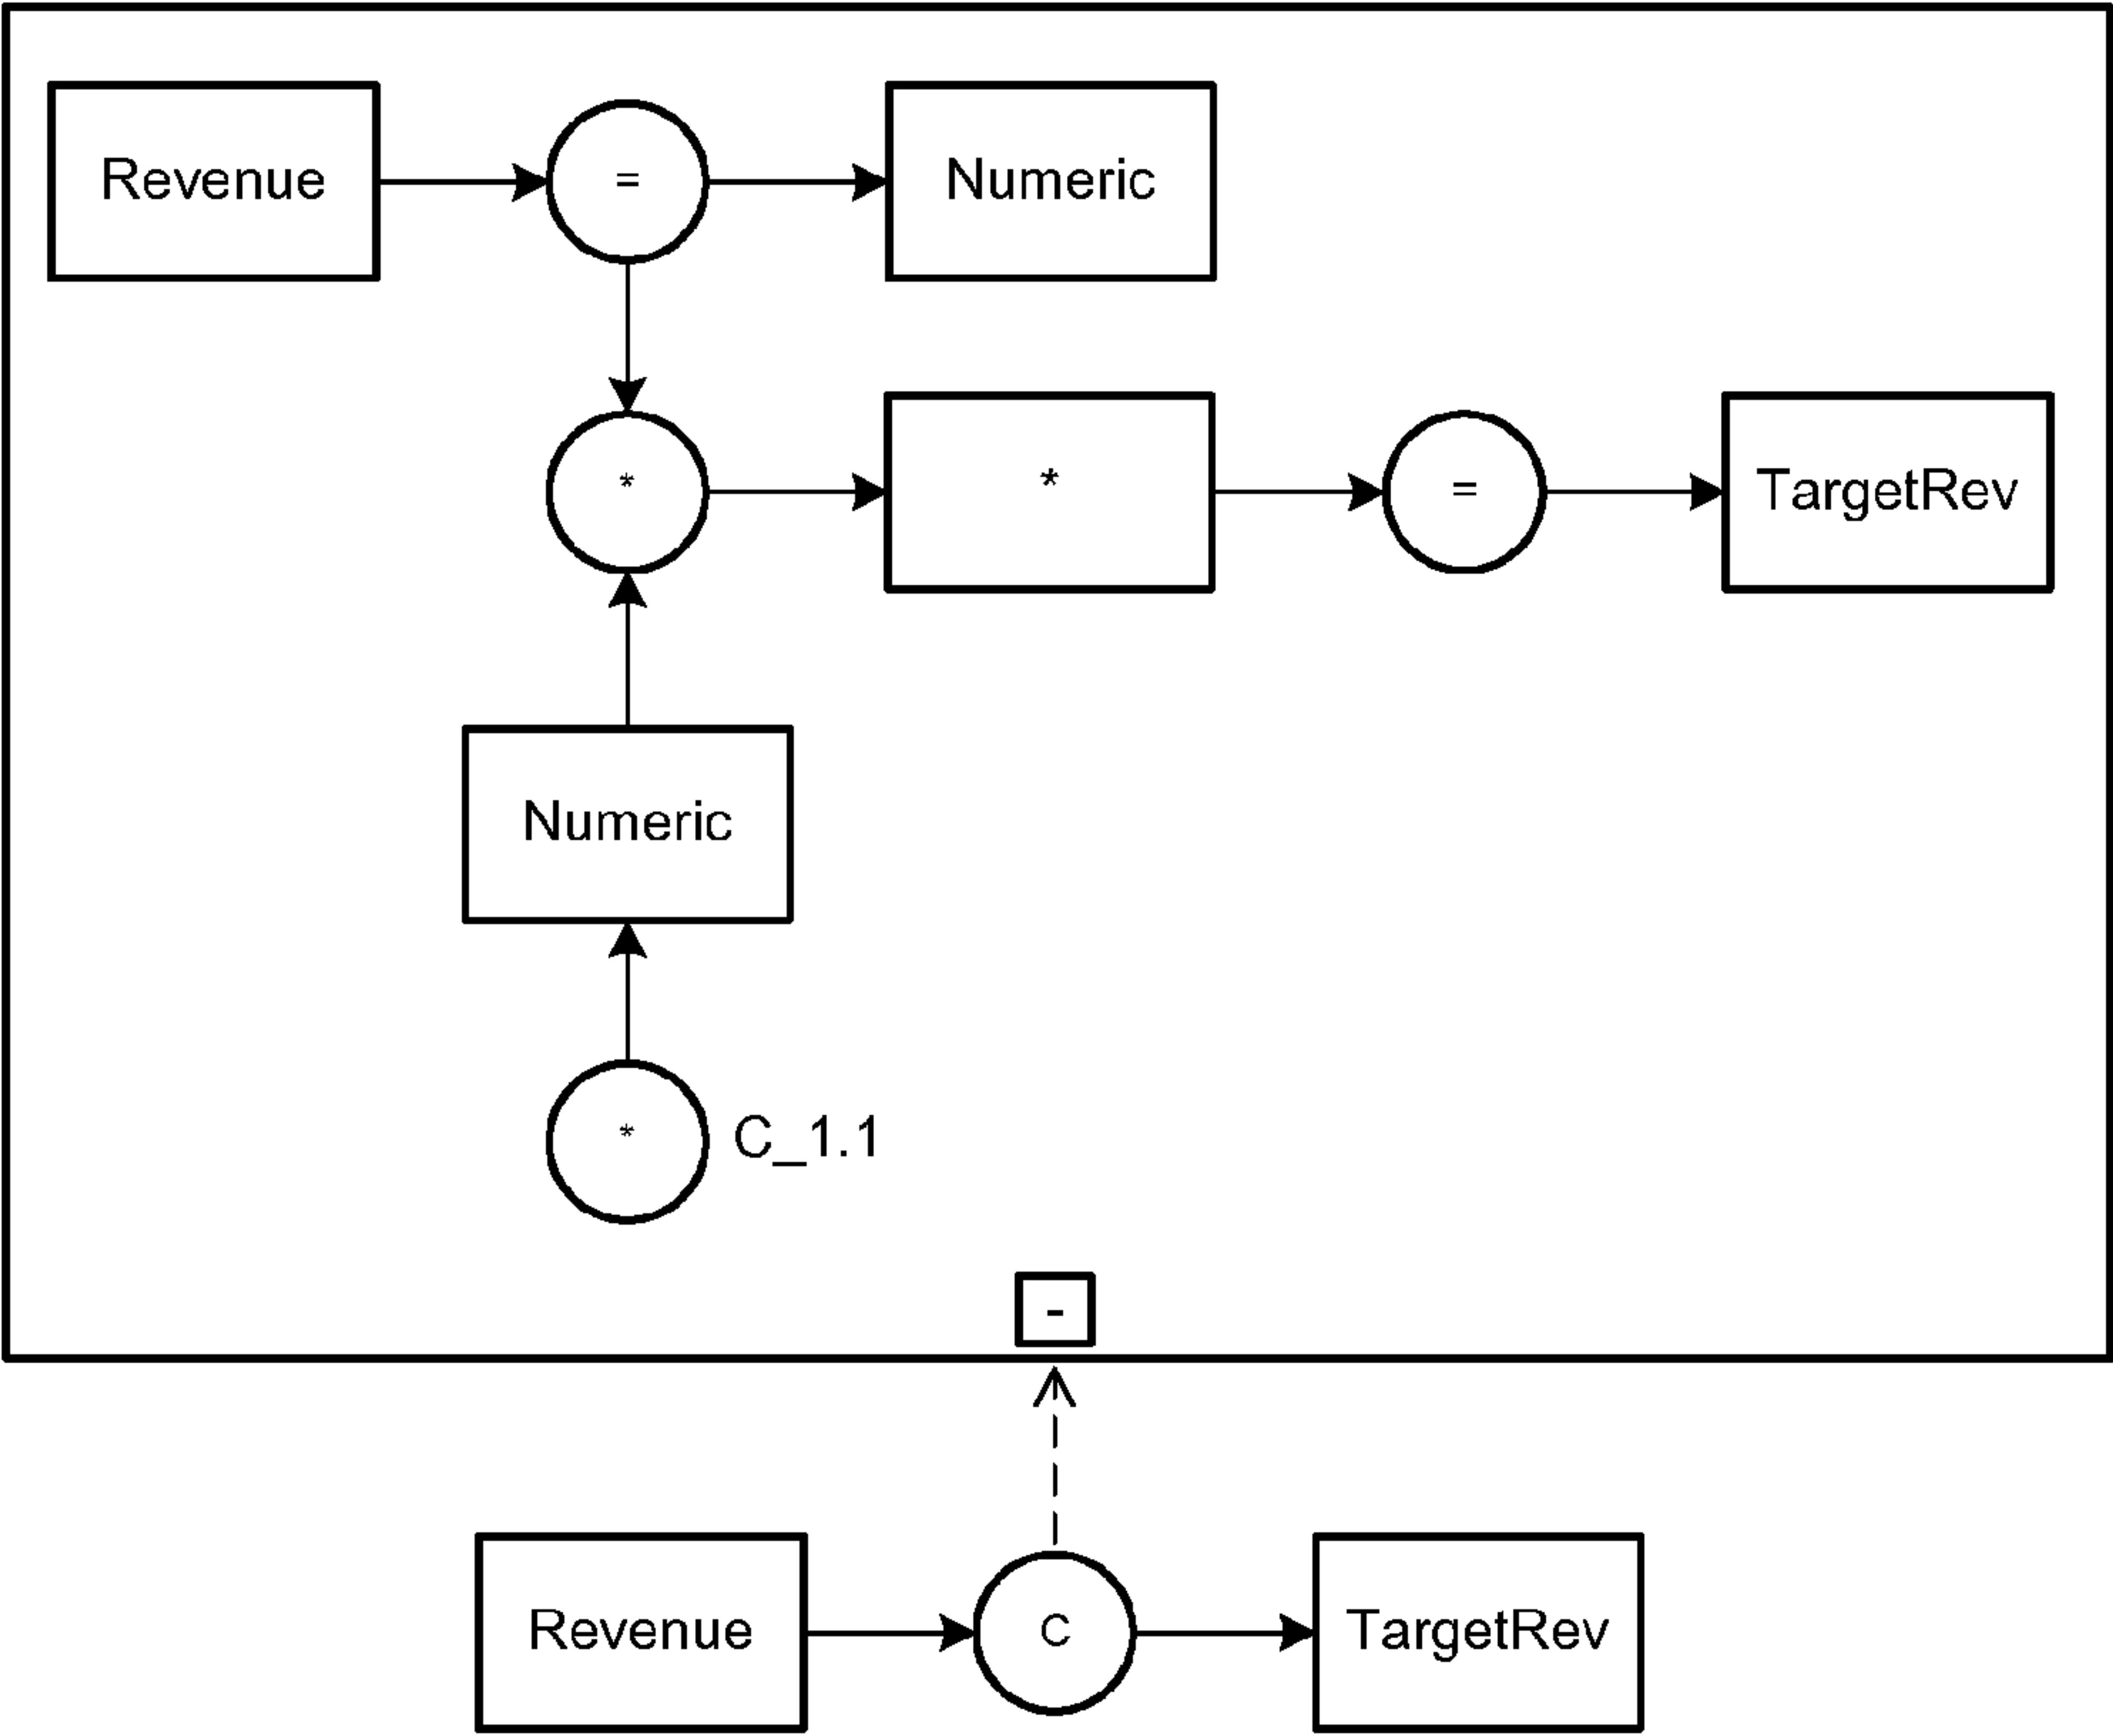 Revenue
=
Numeric
*
*
=
TargetRev
Numeric
*
C_1.1
-
Revenue
C
TargetRev